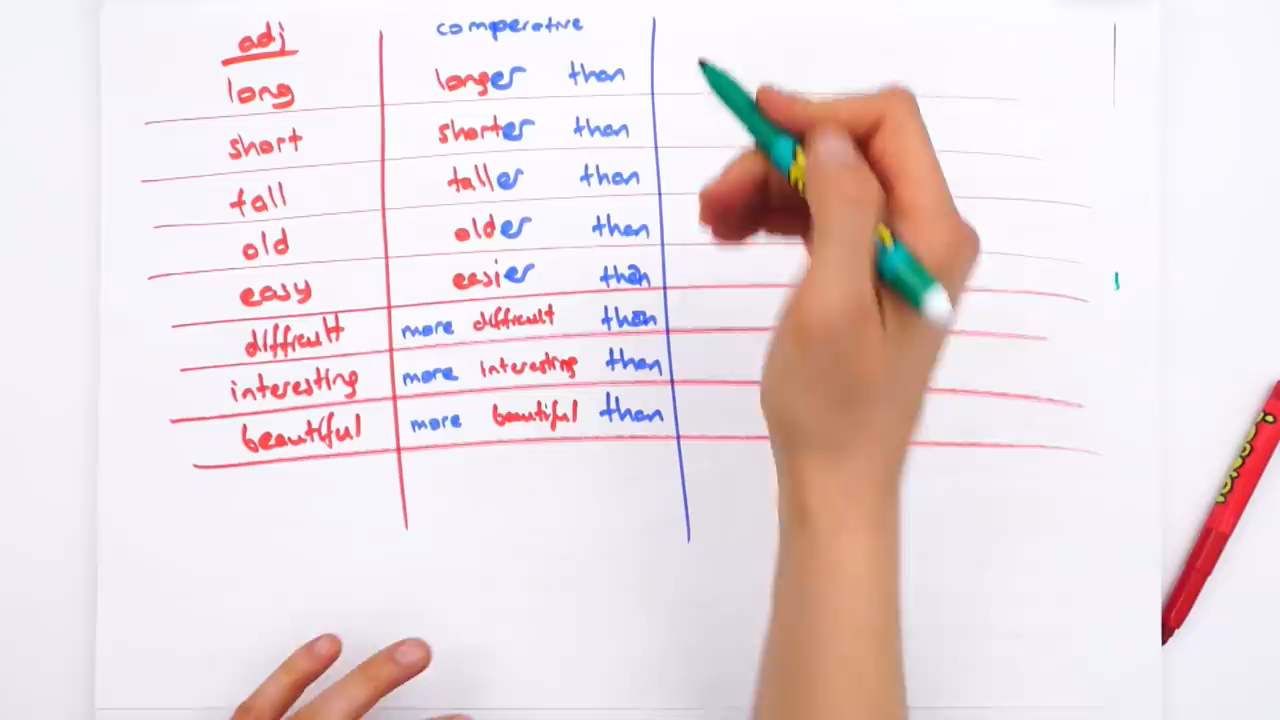 adj comperative
long longer than
short shorter than
tall taller than
old older than
easy easier than
difficult more difficult than
interesting more interesting than
beautiful more beautiful than